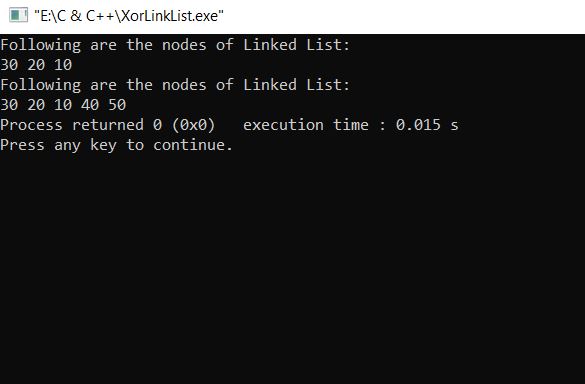 "E:\C & C++\XorLinkList.exe"
Following are the nodes of Linked List:
30 20 10
Following are the nodes of Linked List:
30 20 10 40 50
Process returned 0 (0x0)   execution time : 0.015 s
Press any key to continue.